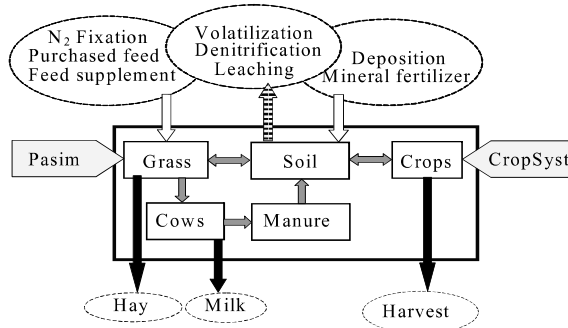 N2 Fixation
Purchased feed
Feed supplement
Volatilization
Denitrification
Leaching
Deposition
Mineral fertilizer
Pasim
Grass
Soil
Crops
CropSyst
Cows
Manure
Hay
Milk
Harvest